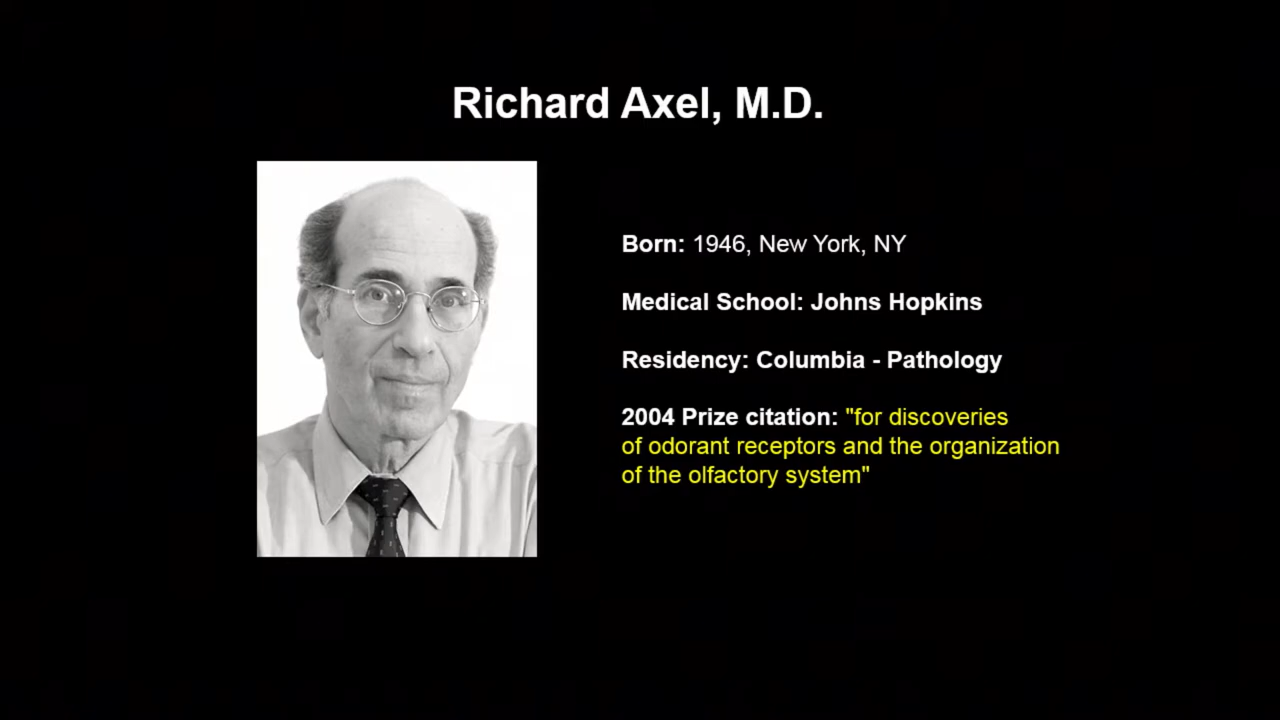 Richard Axel, M.D.
Born: 1946, New York, NY
Medical School: Johns Hopkins
Residency: Columbia - Pathology
2004 Prize citation: "for discoveries
of odorant receptors and the organization
of the olfactory system"